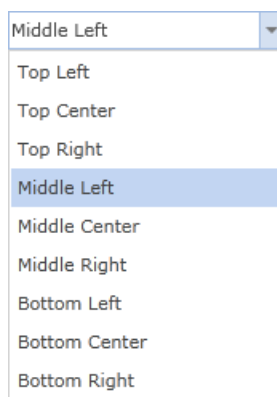 Middle Left
Top Left
Top Center
Top Right
Middle Left
Middle Center
Middle Right
Bottom Left
Bottom Center
Bottom Right